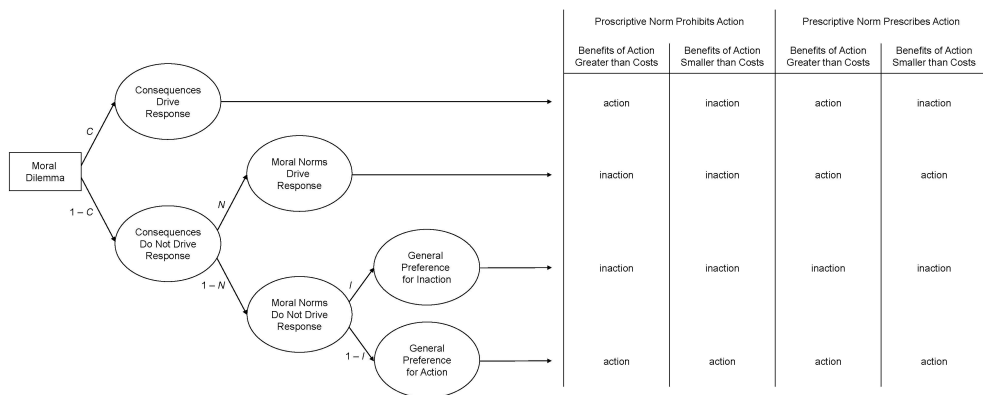 Proscriptive Norm Prohibits Action
Prescriptive Norm Prescribes Action
Benefits of Action
Greater than Costs
Benefits of Action
Smaller than Costs
Benefits of Action
Greater than Costs
Benefits of Action
Smaller than Costs
Moral
Dilemma
C
1 – C
Consequences
Drive
Response
action
inaction
action
inaction
Consequences
Do Not Drive
Response
N
1 – N
Moral Norms
Drive
Response
inaction
inaction
action
action
Moral Norms
Do Not Drive
Response
I
1 – I
General
Preference
for Inaction
inaction
inaction
inaction
inaction
General
Preference
for Action
action
action
action
action